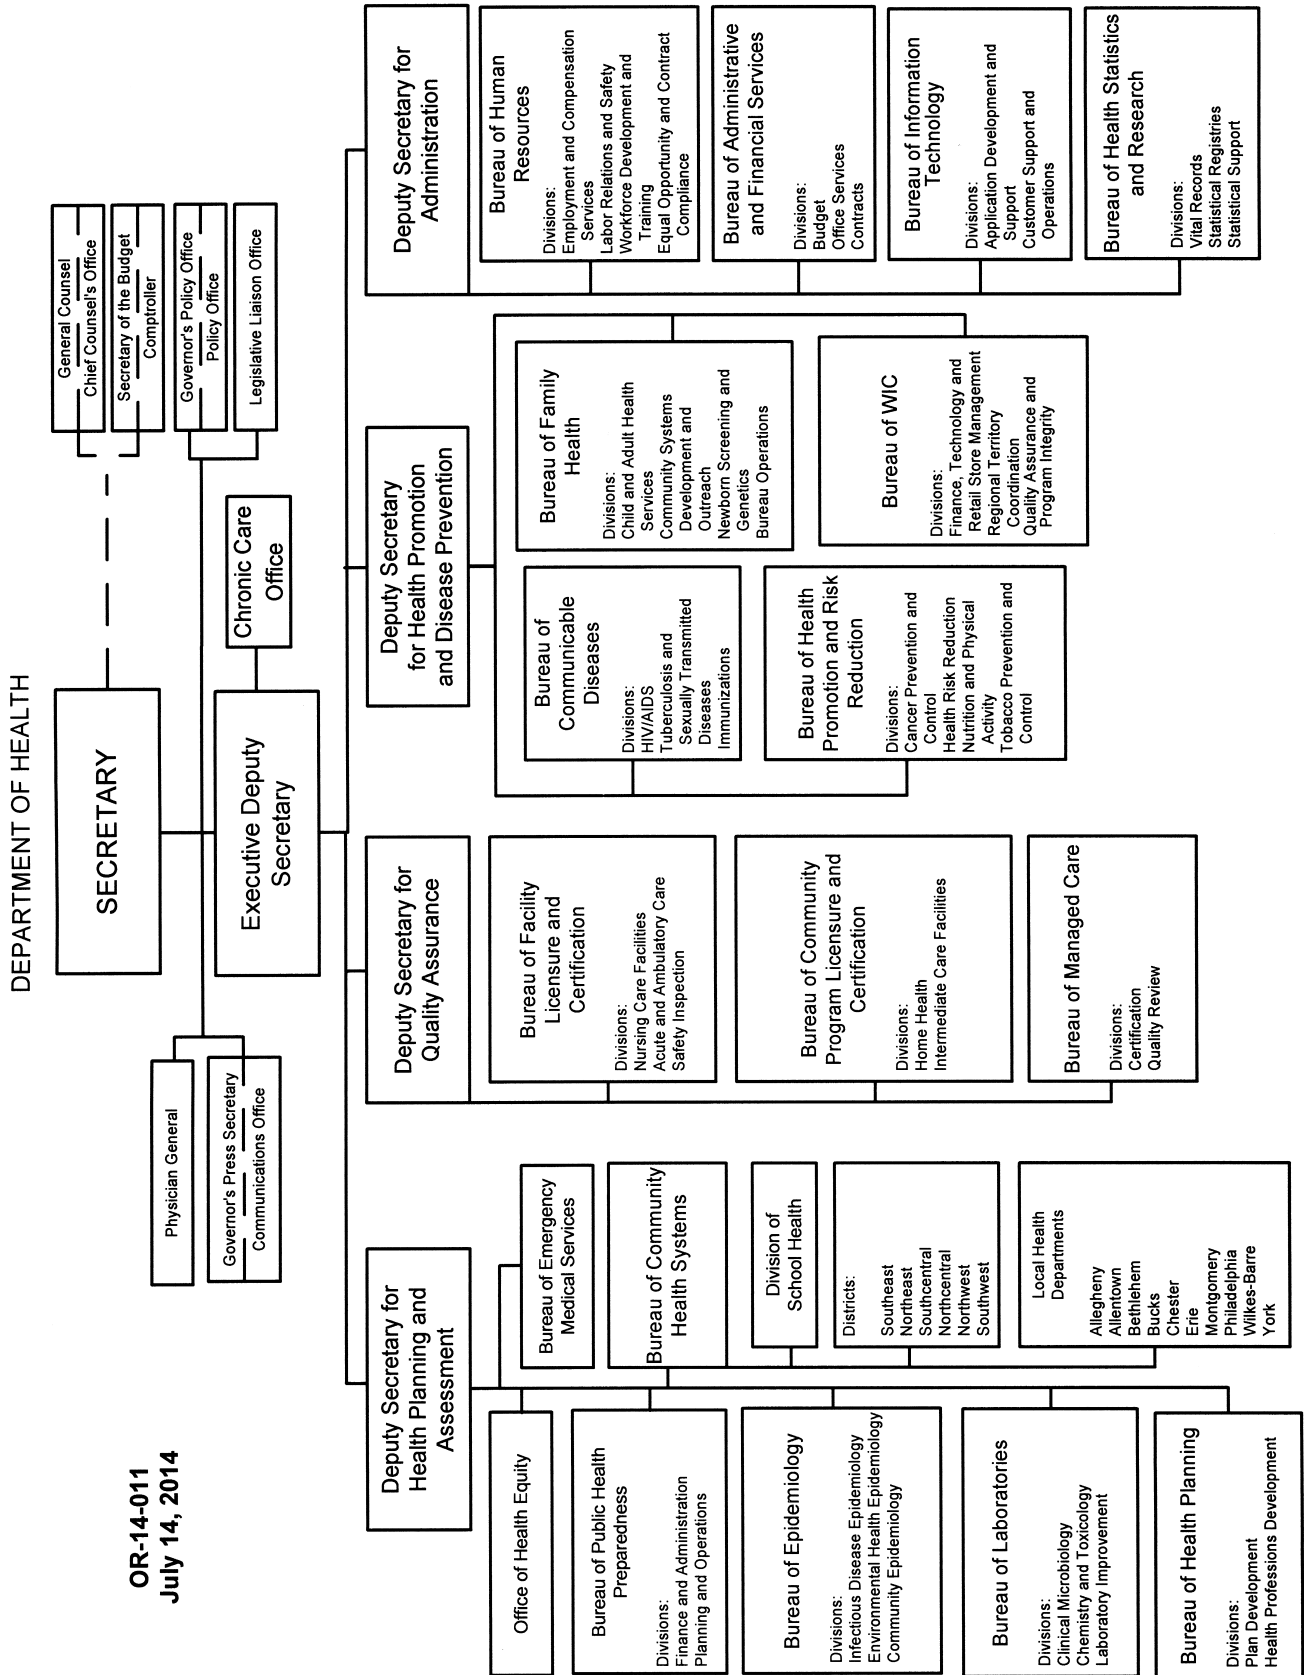 DEPARTMENT OF HEALTH
OR-14-011
July 14, 2014
SECRETARY
General Counsel
Chief Counsel's Office
Secretary of the Budget
Comptroller
Physician General
Governor's Press Secretary
Communications Office
Governor's Policy Office
Policy Office
Legislative Liaison Office
Executive Deputy
Secretary
Chronic Care
Office
Deputy Secretary for
Health Planning and
Assessment
Office of Health Equity
Bureau of Public Health
Preparedness
Divisions:
Finance and Administration
Planning and Operations
Bureau of Epidemiology
Divisions:
Infectious Disease Epidemiology
Environmental Health Epidemiology
Community Epidemiology
Bureau of Laboratories
Divisions:
Clinical Microbiology
Chemistry and Toxicology
Laboratory Improvement
Bureau of Health Planning
Divisions:
Plan Development
Health Professions Development
Bureau of Emergency
Medical Services
Bureau of Community
Health Systems
Division of
School Health
Districts:
Southeast
Northeast
Southcentral
Northcentral
Northwest
Southwest
Local Health
Departments
Allegheny
Allentown
Bethlehem
Bucks
Chester
Erie
Montgomery
Philadelphia
Wilkes-Barre
York
Deputy Secretary for
Quality Assurance
Bureau of Facility
Licensure and
Certification
Divisions:
Nursing Care Facilities
Acute and Ambulatory Care
Safety Inspection
Bureau of Community
Program Licensure and
Certification
Divisions:
Home Health
Intermediate Care Facilities
Bureau of Managed Care
Divisions:
Certification
Quality Review
Deputy Secretary
for Health Promotion
and Disease Prevention
Bureau of
Communicable
Diseases
Divisions:
HIV/AIDS
Tuberculosis and
Sexually Transmitted
Diseases
Immunizations
Bureau of Health
Promotion and Risk
Reduction
Divisions:
Cancer Prevention and
Control
Health Risk Reduction
Nutrition and Physical
Activity
Tobacco Prevention and
Control
Bureau of Family
Health
Divisions:
Child and Adult Health
Services
Community Systems
Development and
Outreach
Newborn Screening and
Genetics
Bureau Operations
Bureau of WIC
Divisions:
Finance, Technology and
Retail Store Management
Regional Territory
Coordination
Quality Assurance and
Program Integrity
Deputy Secretary for
Administration
Bureau of Human
Resources
Divisions:
Employment and Compensation
Services
Labor Relations and Safety
Workforce Development and
Training
Equal Opportunity and Contract
Compliance
Bureau of Administrative
and Financial Services
Divisions:
Budget
Office Services
Contracts
Bureau of Information
Technology
Divisions:
Application Development and
Support
Customer Support and
Operations
Bureau of Health Statistics
and Research
Divisions:
Vital Records
Statistical Registries
Statistical Support